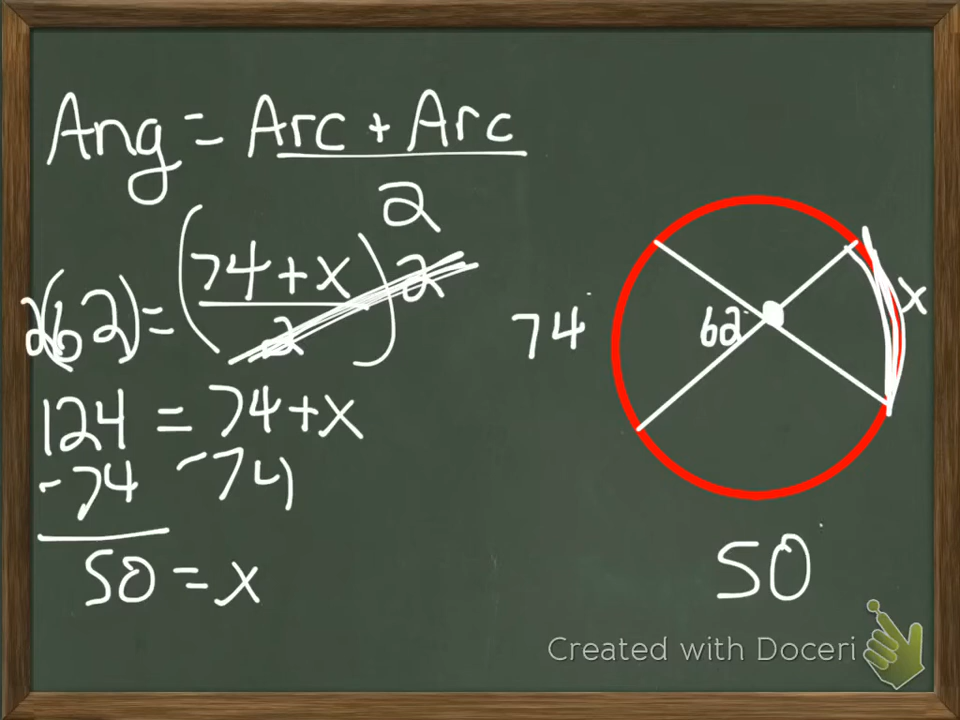 Ang = Arc + Arc
2
2(62) = (74 + x) 2
2
124 = 74 + x
-74 -74
50 = x
74°
62°
x
50°
Created with Doceri